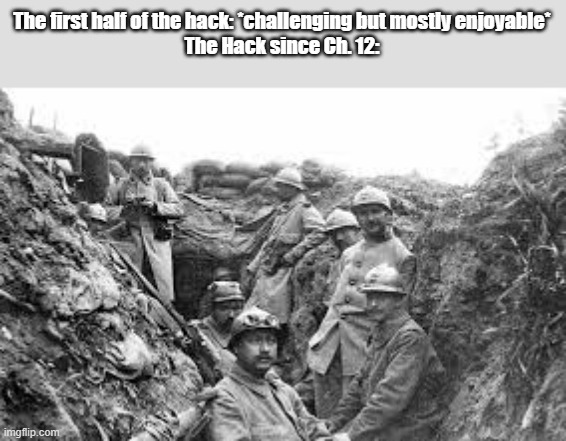 The first half of the hack: *challenging but mostly enjoyable*
The Hack since Ch. 12:
imgflip.com